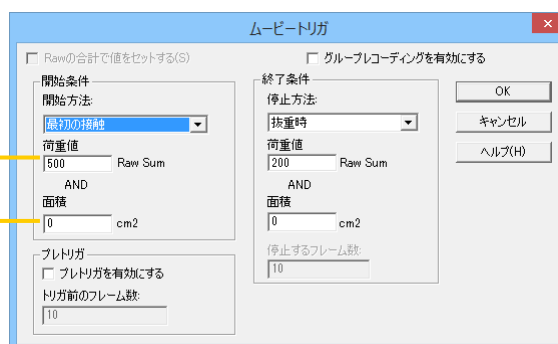 ムービートリガ
Rawの合計で値をセットする(S)
グループレコーディングを有効にする
開始条件
開始方法:
最初の接触
荷重値
500 Raw Sum
AND
面積
0 cm2
プレトリガ
プレトリガを有効にする
トリガ前のフレーム数:
10
終了条件
停止方法:
抜重時
荷重値
200 Raw Sum
AND
面積
0 cm2
停止するフレーム数:
10
OK
キャンセル
ヘルプ(H)